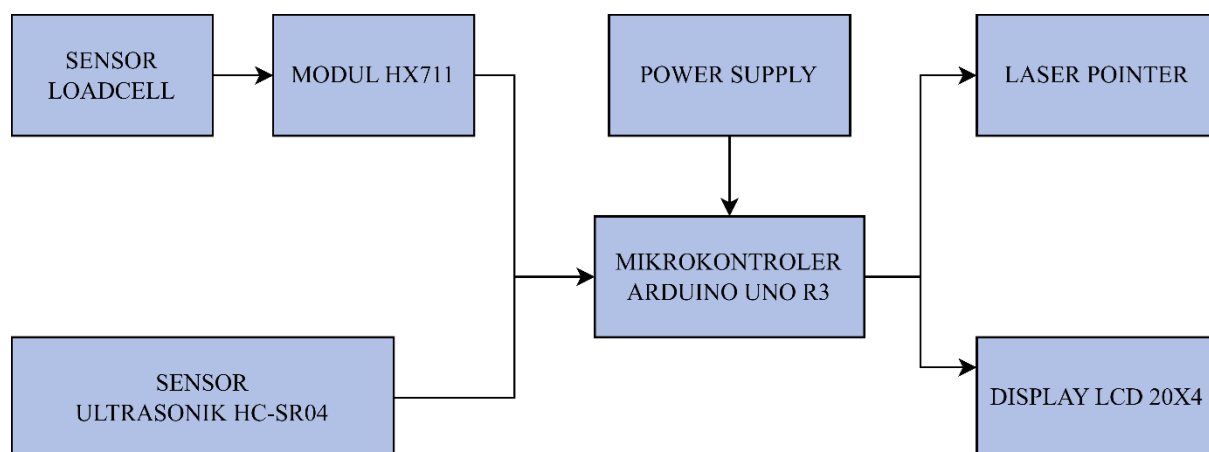 SENSOR
LOADCELL
MODUL HX711
POWER SUPPLY
LASER POINTER
MIKROKONTROLER
ARDUINO UNO R3
SENSOR
ULTRASONIK HC-SR04
DISPLAY LCD 20X4